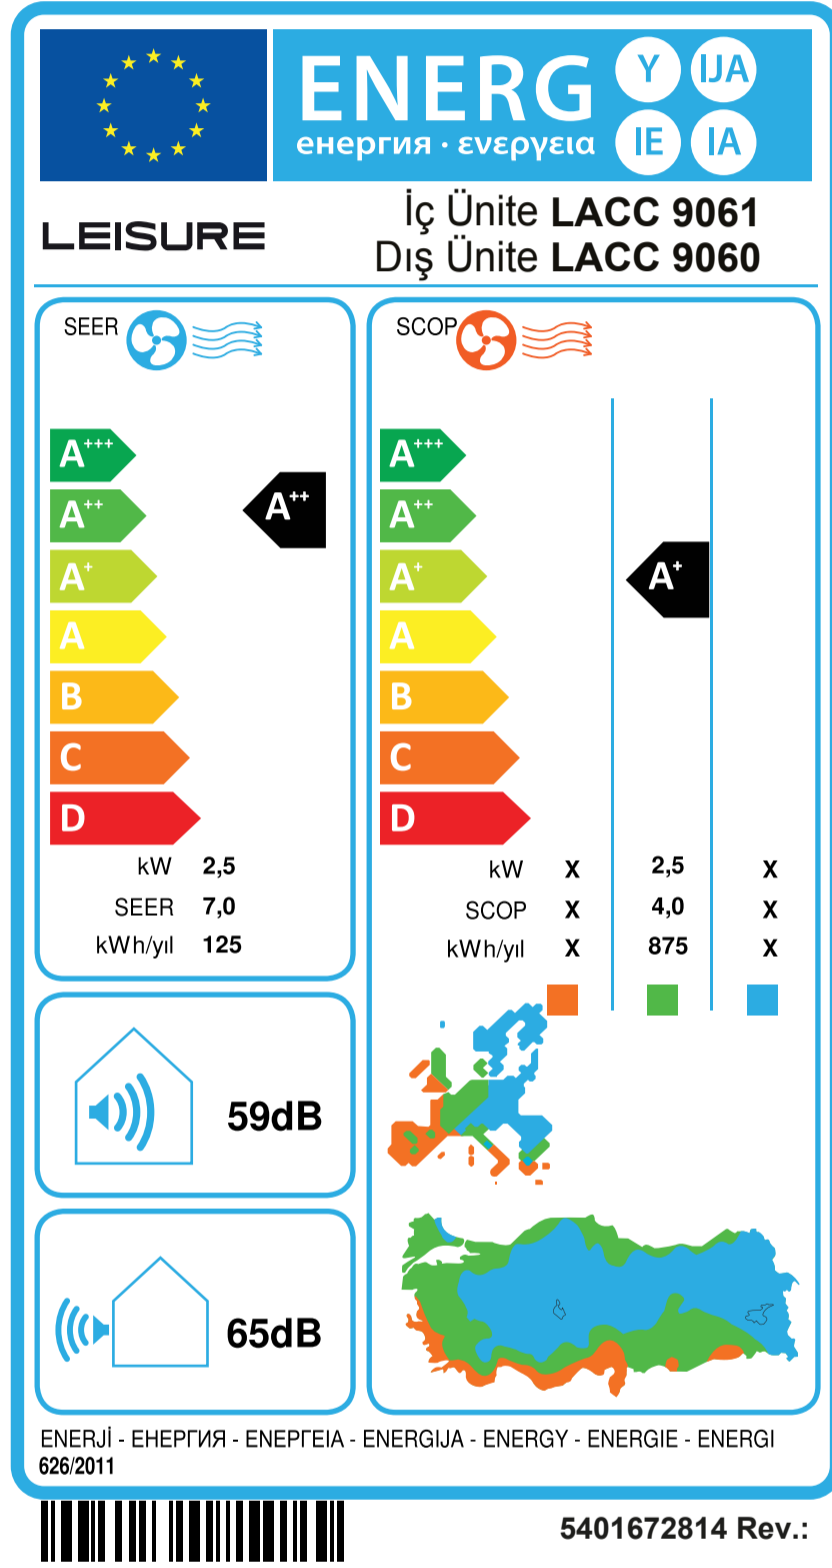 ENERG
Y IJA
IE IA
енергия · ενεργεια
LEISURE
İç Ünite LACC 9061
Dış Ünite LACC 9060
SEER
A+++
A++
A+
A
B
C
D
A++
kW 2,5
SEER 7,0
kWh/yıl 125
SCOP
A+++
A++
A+
A
B
C
D
A+
kW X 2,5 X
SCOP X 4,0 X
kWh/yıl X 875 X
59dB
65dB
ENERJİ - ЕНЕРГИЯ - ΕΝΕΡΓΕΙΑ - ENERGIJA - ENERGY - ENERGIE - ENERGI
626/2011
5401672814 Rev.: